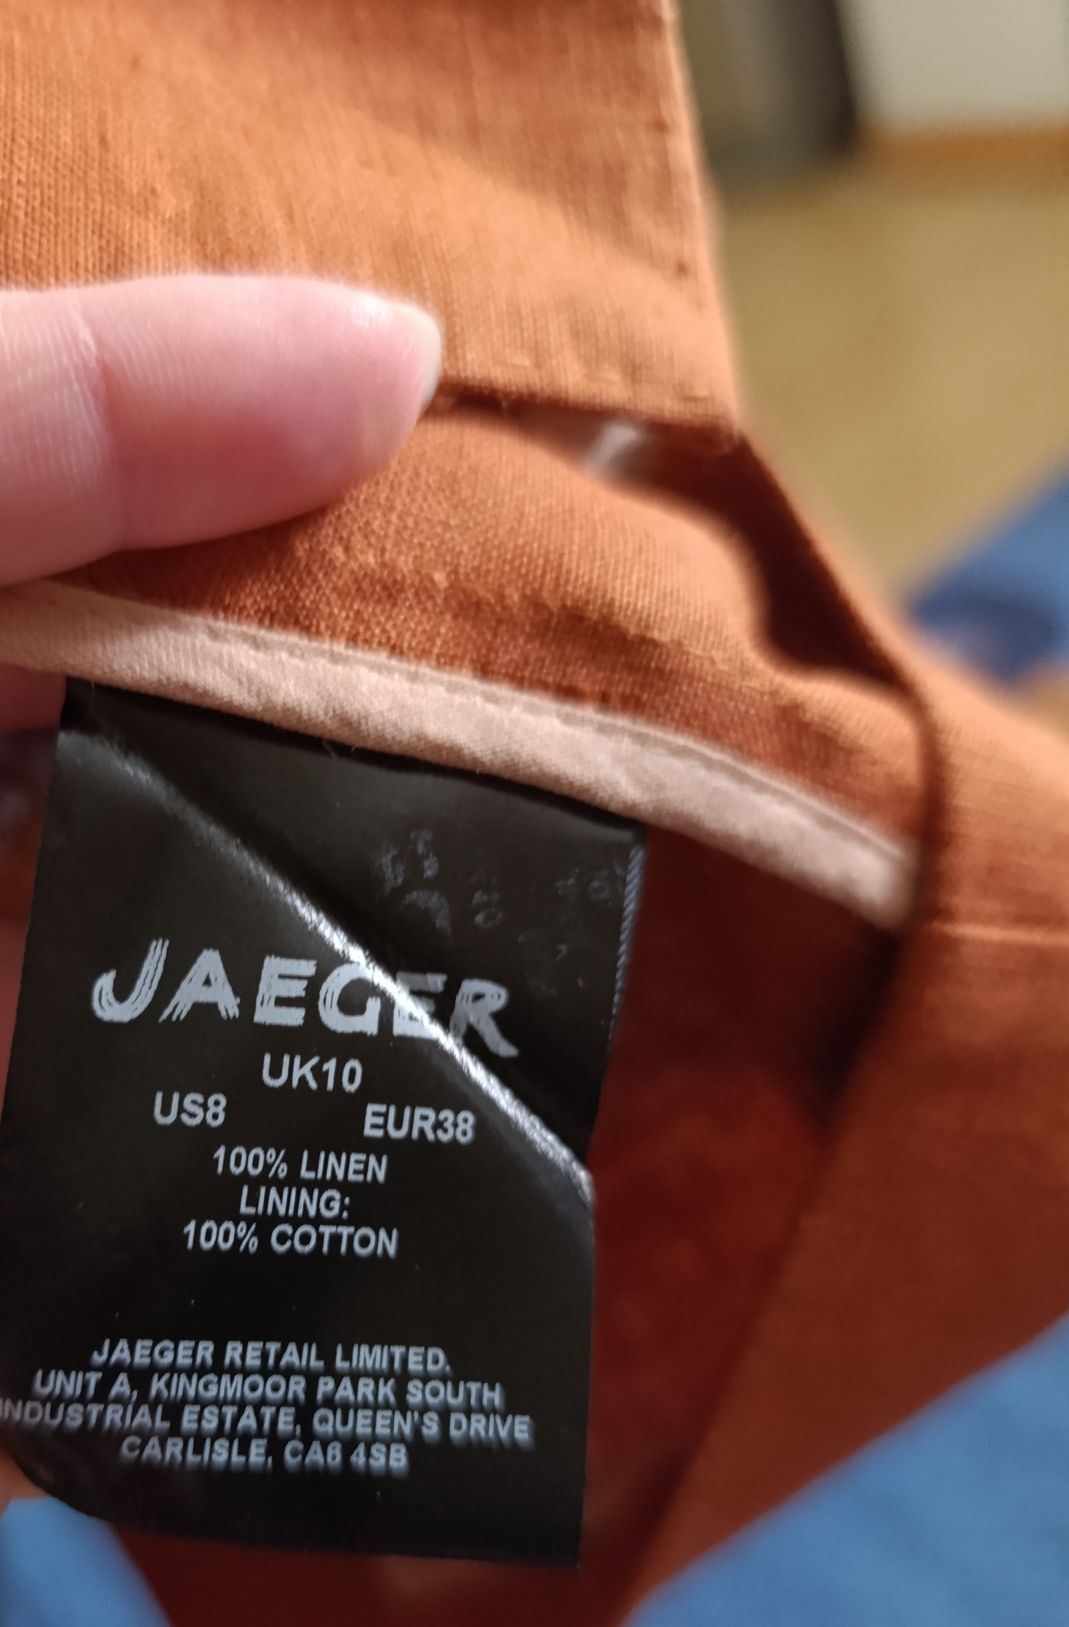 JAEGER
UK10
US8 EUR38
100% LINEN
LINING:
100% COTTON
JAEGER RETAIL LIMITED.
UNIT A, KINGMOOR PARK SOUTH
INDUSTRIAL ESTATE, QUEEN'S DRIVE
CARLISLE, CA6 4SB